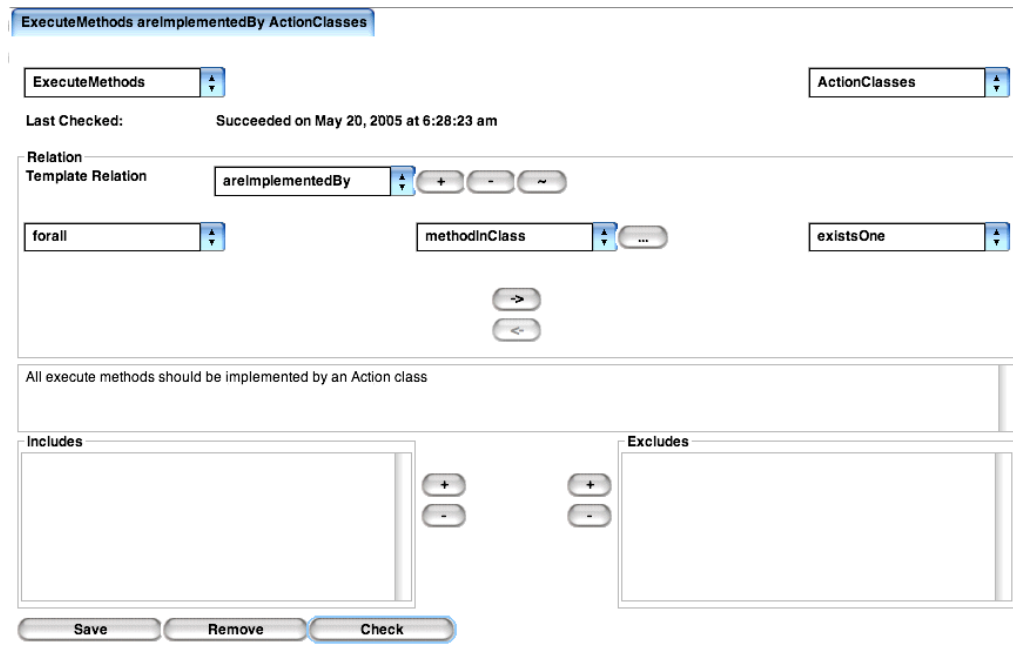 ExecuteMethods areImplementedBy ActionClasses
ExecuteMethods ActionClasses
Last Checked: Succeeded on May 20, 2005 at 6:28:23 am
Relation
Template Relation areImplementedBy + - ~
forall methodInClass ... existsOne
->
<-
All execute methods should be implemented by an Action class
Includes Excludes
+ +
- -
Save Remove Check